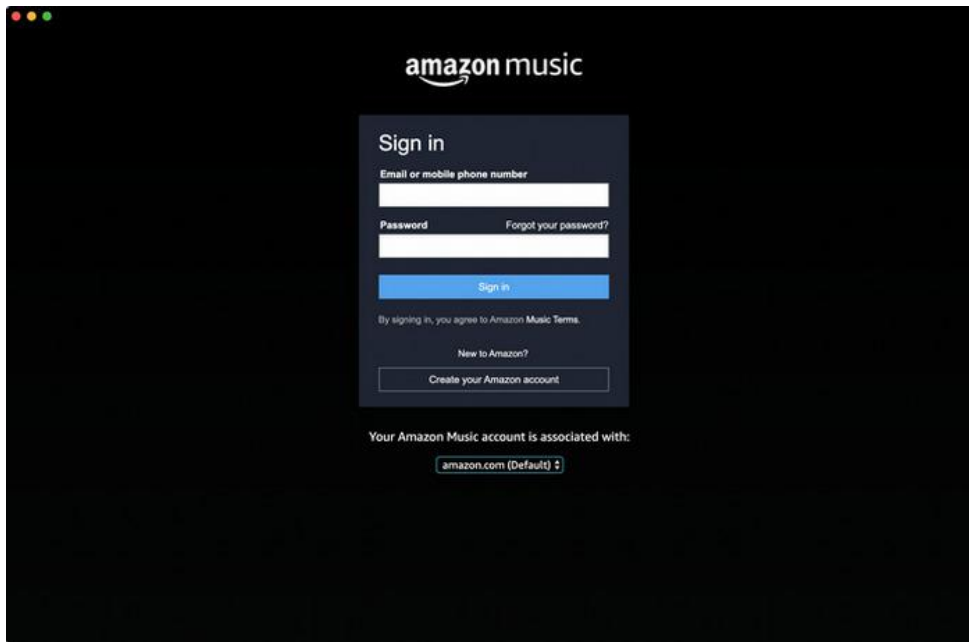 amazon music
Sign in
Email or mobile phone number
Password Forgot your password?
Sign in
By signing in, you agree to Amazon Music Terms.
New to Amazon?
Create your Amazon account
Your Amazon Music account is associated with:
amazon.com (Default)